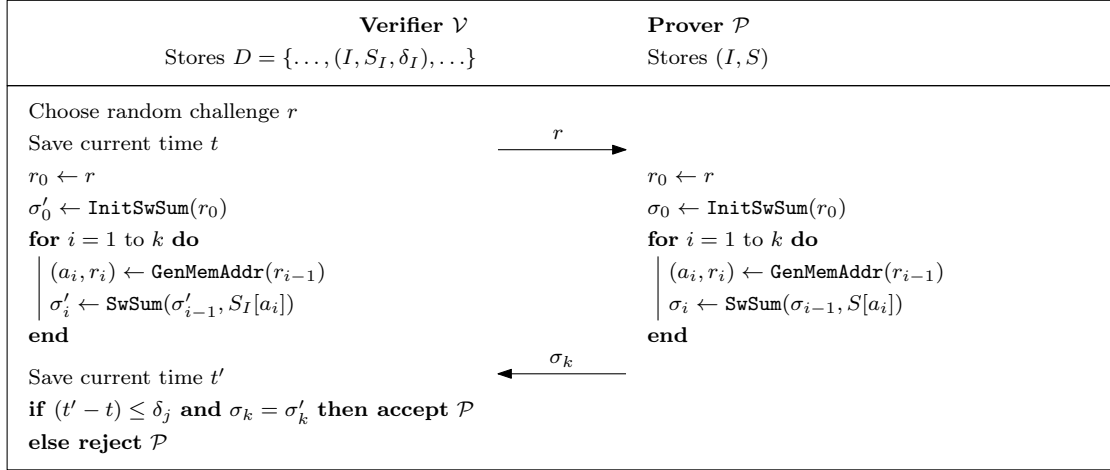 Verifier 𝒱
Prover 𝒫
Stores D = {…, (I, S_I, δ_I), …}
Stores (I, S)
Choose random challenge r
Save current time t
r
r_0 ← r
r_0 ← r
σ′_0 ← InitSwSum(r_0)
σ_0 ← InitSwSum(r_0)
for i = 1 to k do
for i = 1 to k do
(a_i, r_i) ← GenMemAddr(r_{i−1})
(a_i, r_i) ← GenMemAddr(r_{i−1})
σ′_i ← SwSum(σ′_{i−1}, S_I[a_i])
σ_i ← SwSum(σ_{i−1}, S[a_i])
end
end
σ_k
Save current time t′
if (t′ − t) ≤ δ_j and σ_k = σ′_k then accept 𝒫
else reject 𝒫